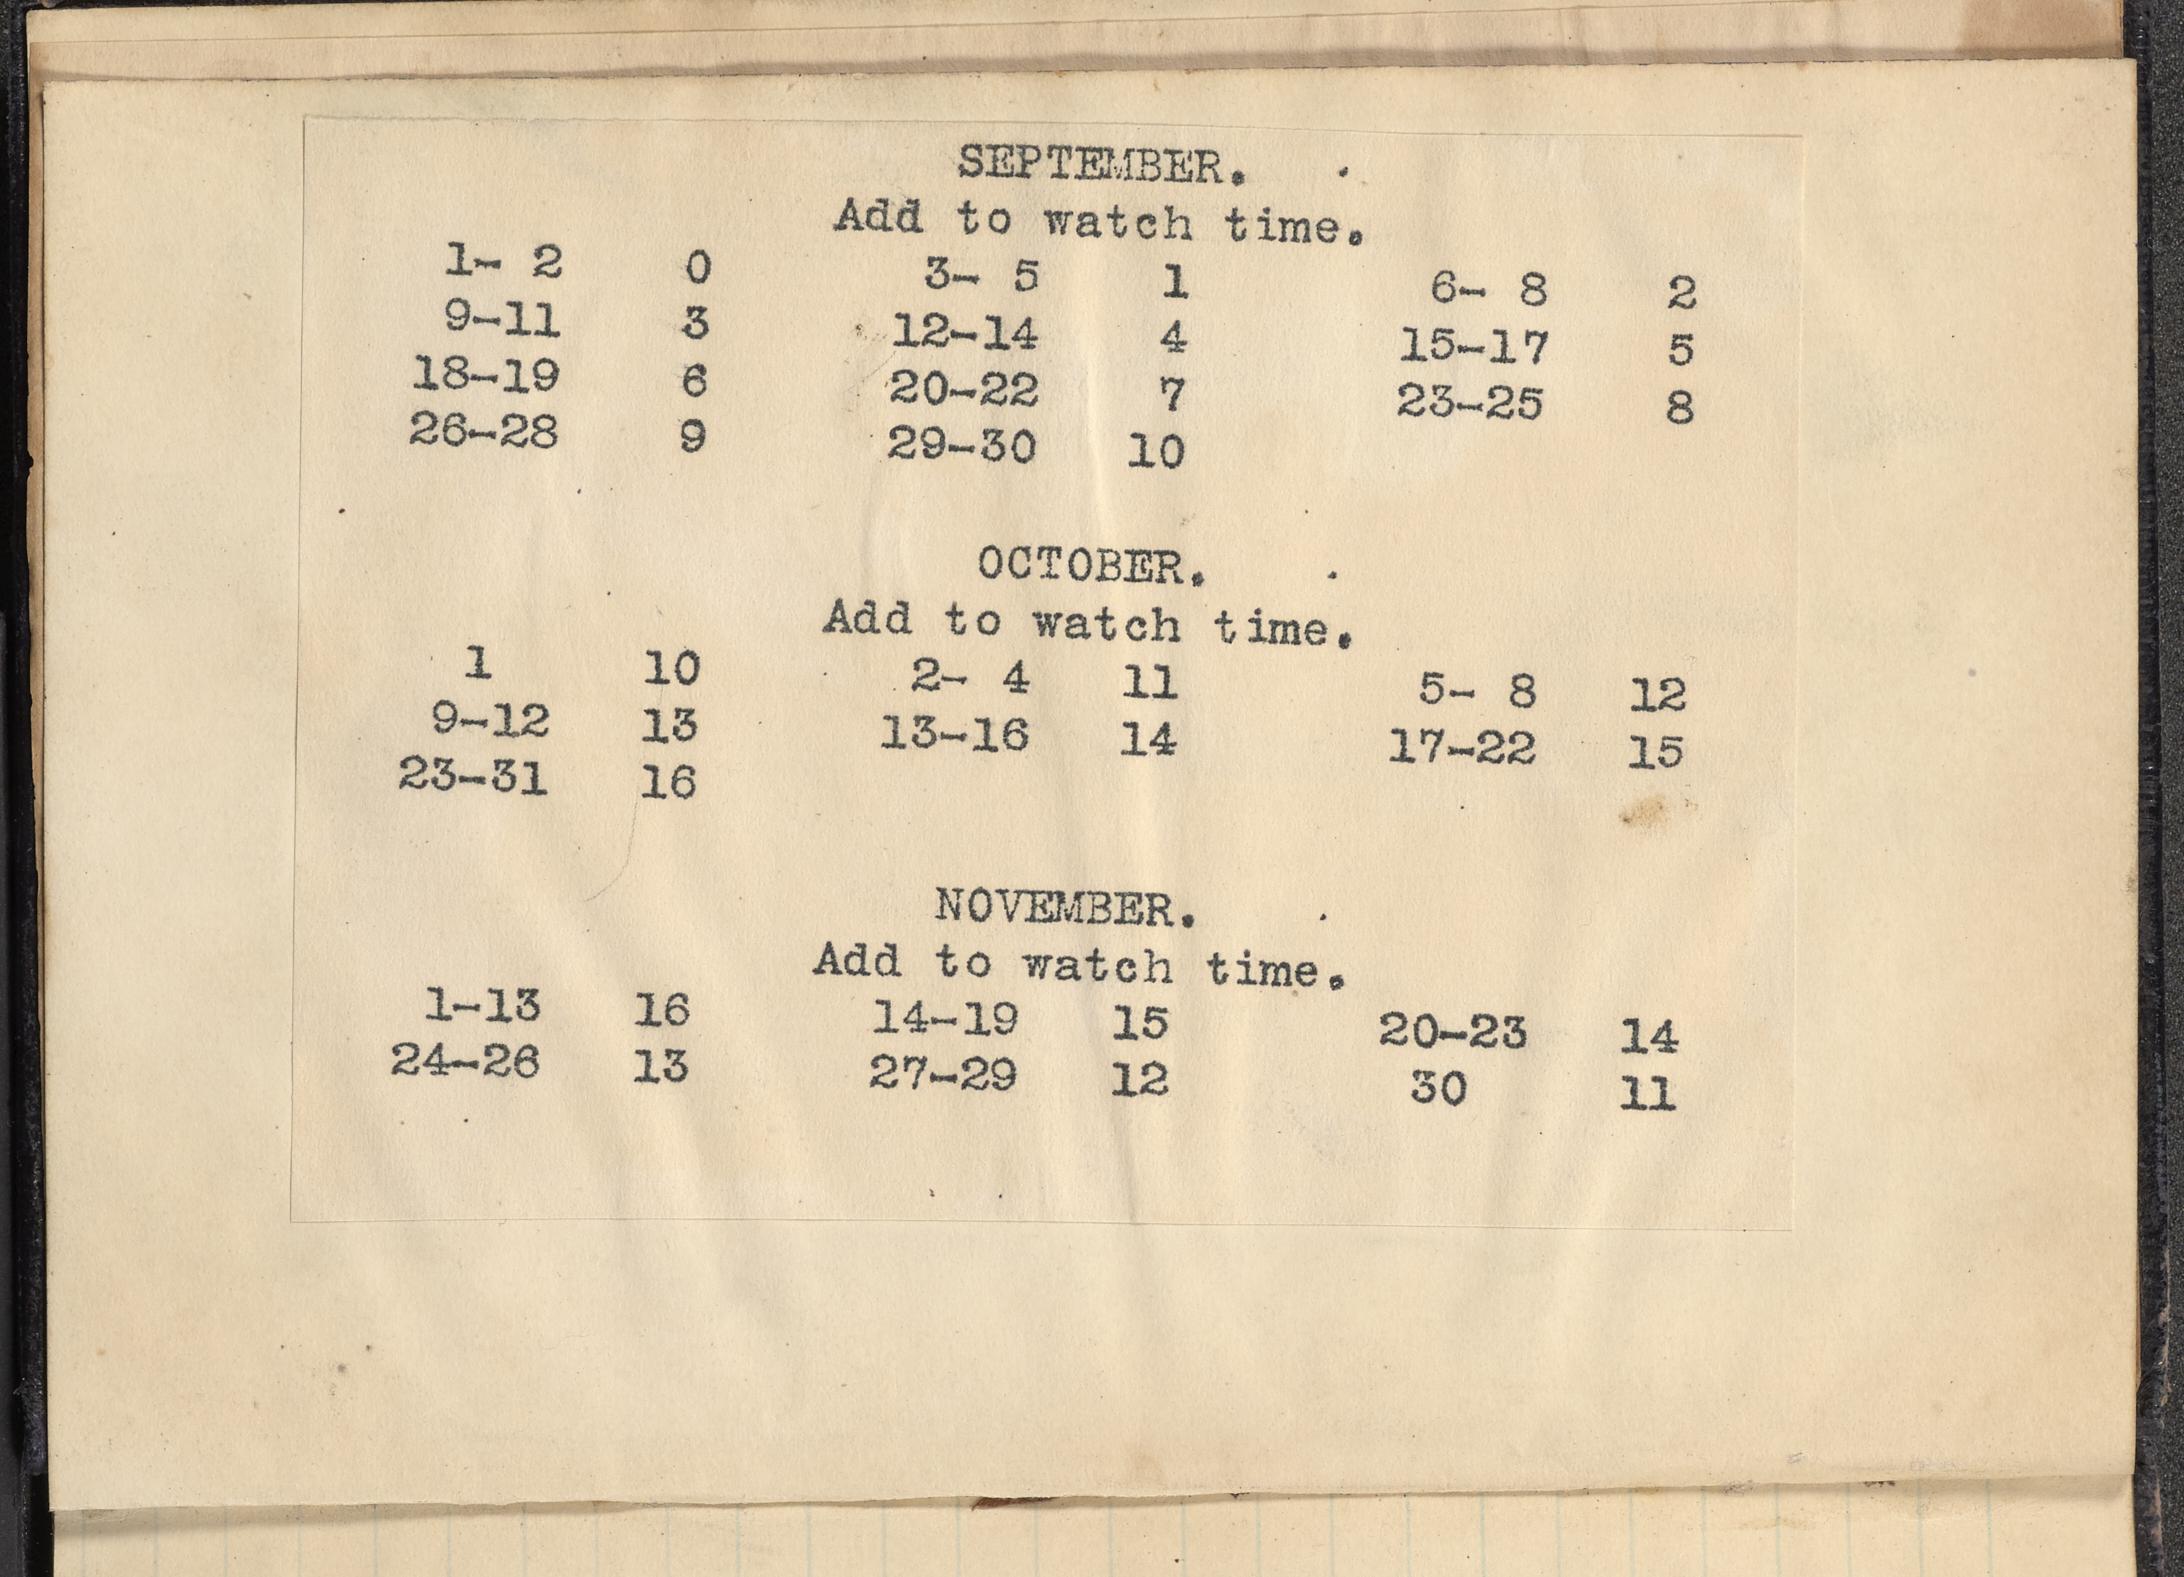 SEPTEMBER.
Add to watch time.
1- 2 0 3- 5 1 6- 8 2
9-11 3 12-14 4 15-17 5
18-19 6 20-22 7 23-25 8
26-28 9 29-30 10
OCTOBER.
Add to watch time.
1 10 2- 4 11 5- 8 12
9-12 13 13-16 14 17-22 15
23-31 16
NOVEMBER.
Add to watch time.
1-13 16 14-19 15 20-23 14
24-26 13 27-29 12 30 11